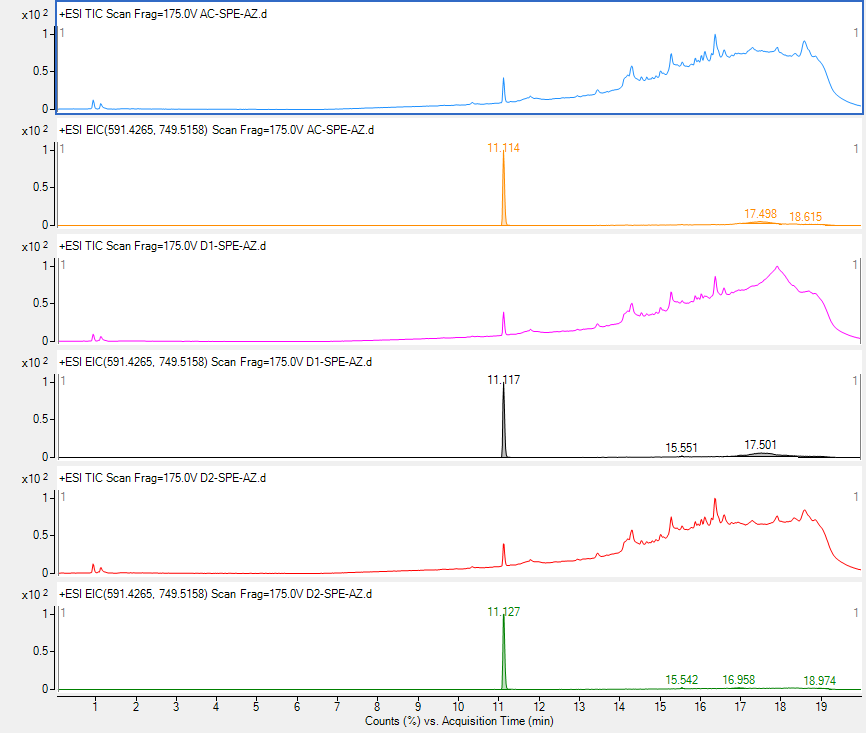 x10 2 +ESI TIC Scan Frag=175.0V AC-SPE-AZ.d
1 1 1
0.5
0
x10 2 +ESI EIC(591.4265, 749.5158) Scan Frag=175.0V AC-SPE-AZ.d
1 1 11.114 1
0.5
17.498 18.615
0
x10 2 +ESI TIC Scan Frag=175.0V D1-SPE-AZ.d
1 1 1
0.5
0
x10 2 +ESI EIC(591.4265, 749.5158) Scan Frag=175.0V D1-SPE-AZ.d
1 1 11.117 1
0.5
15.551 17.501
0
x10 2 +ESI TIC Scan Frag=175.0V D2-SPE-AZ.d
1 1 1
0.5
0
x10 2 +ESI EIC(591.4265, 749.5158) Scan Frag=175.0V D2-SPE-AZ.d
1 1 11.127 1
0.5
15.542 16.958 18.974
0
1 2 3 4 5 6 7 8 9 10 11 12 13 14 15 16 17 18 19
Counts (%) vs. Acquisition Time (min)